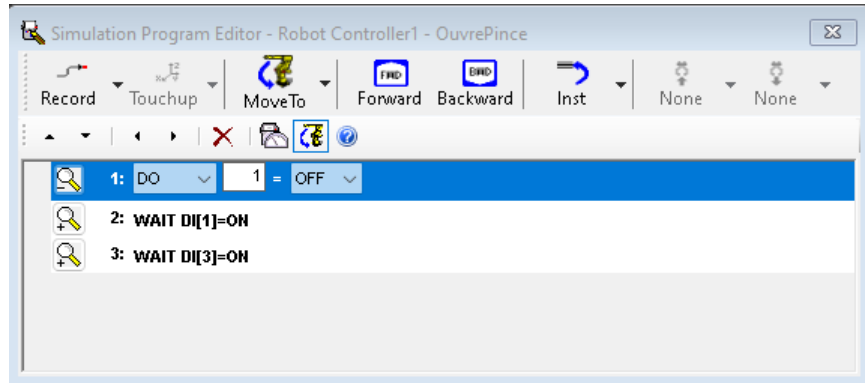 Simulation Program Editor - Robot Controller1 - OuvrePince
Record Touchup MoveTo FWD Forward BWD Backward Inst None None
1: DO 1 = OFF
2: WAIT DI[1]=ON
3: WAIT DI[3]=ON